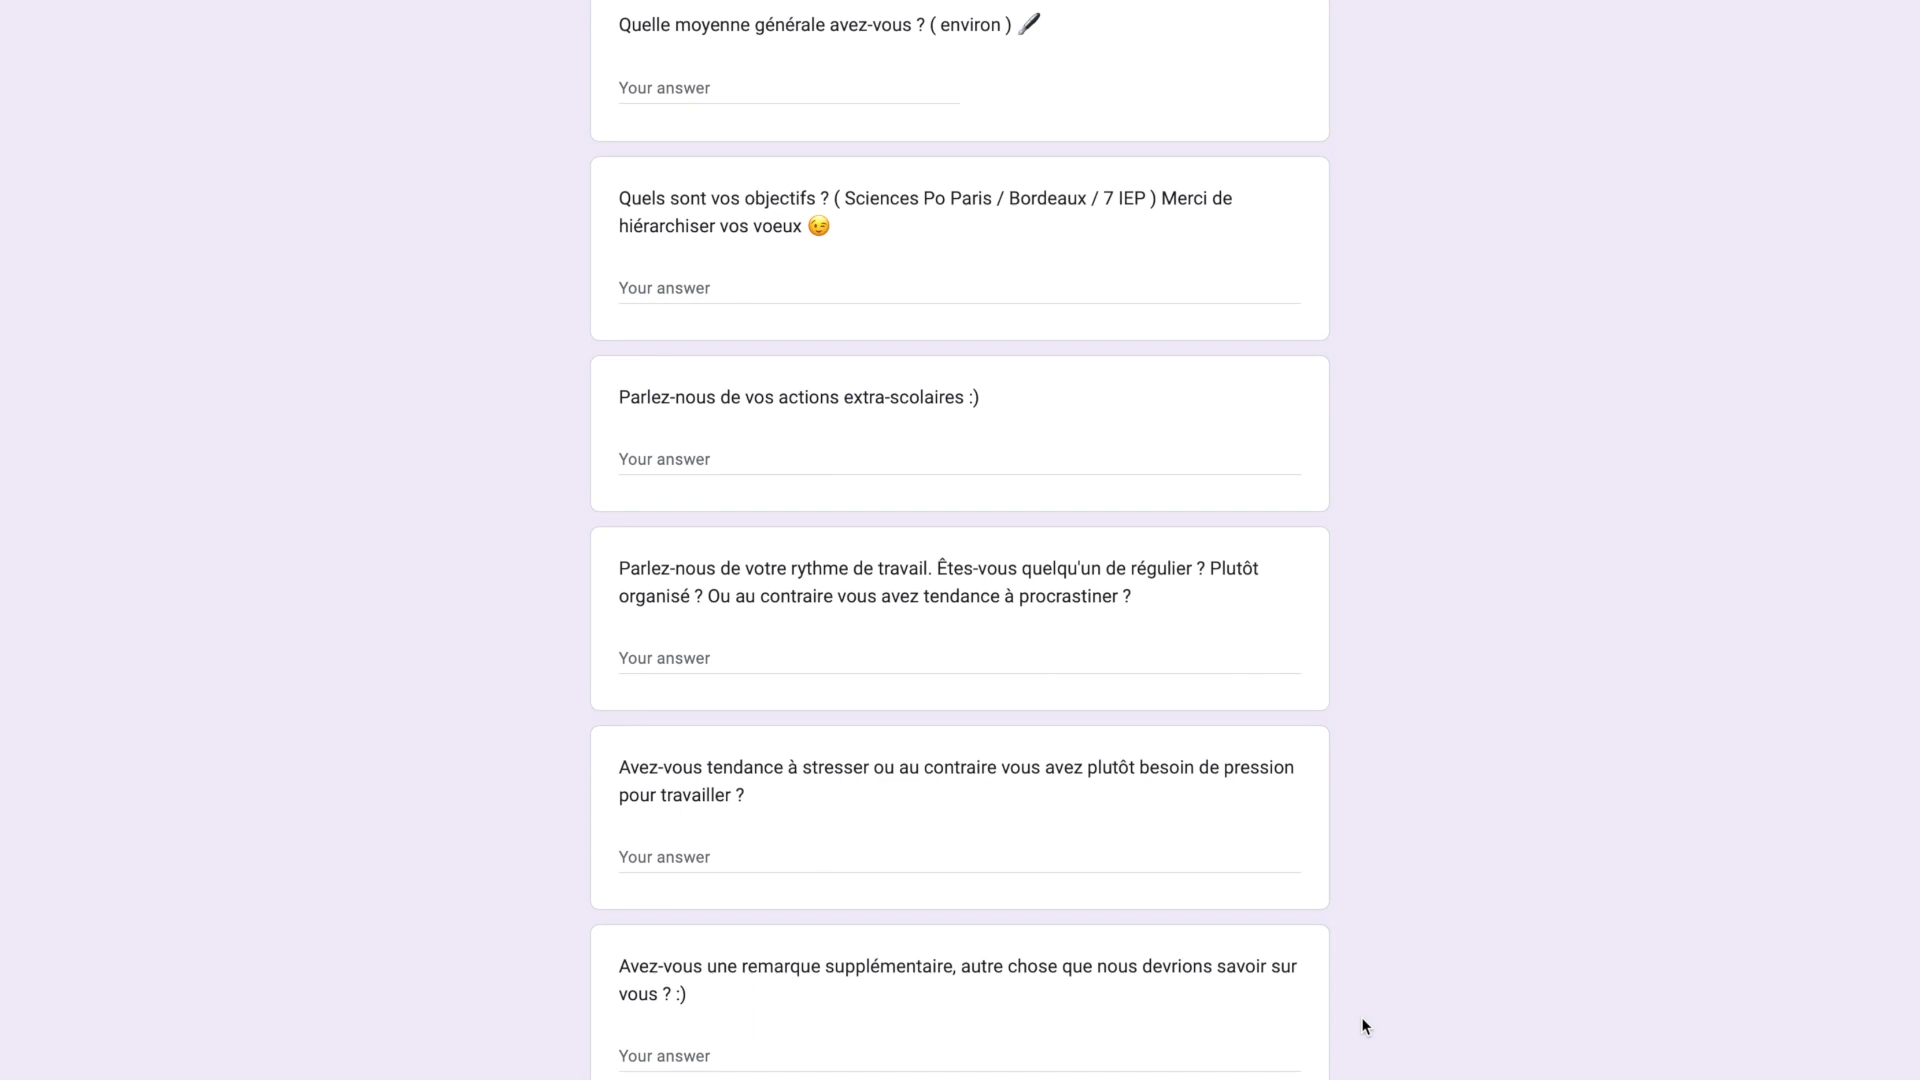 Quelle moyenne générale avez-vous ? ( environ ) 🖋️
Your answer
Quels sont vos objectifs ? ( Sciences Po Paris / Bordeaux / 7 IEP ) Merci de
hiérarchiser vos voeux 😉
Your answer
Parlez-nous de vos actions extra-scolaires :)
Your answer
Parlez-nous de votre rythme de travail. Êtes-vous quelqu'un de régulier ? Plutôt
organisé ? Ou au contraire vous avez tendance à procrastiner ?
Your answer
Avez-vous tendance à stresser ou au contraire vous avez plutôt besoin de pression
pour travailler ?
Your answer
Avez-vous une remarque supplémentaire, autre chose que nous devrions savoir sur
vous ? :)
Your answer